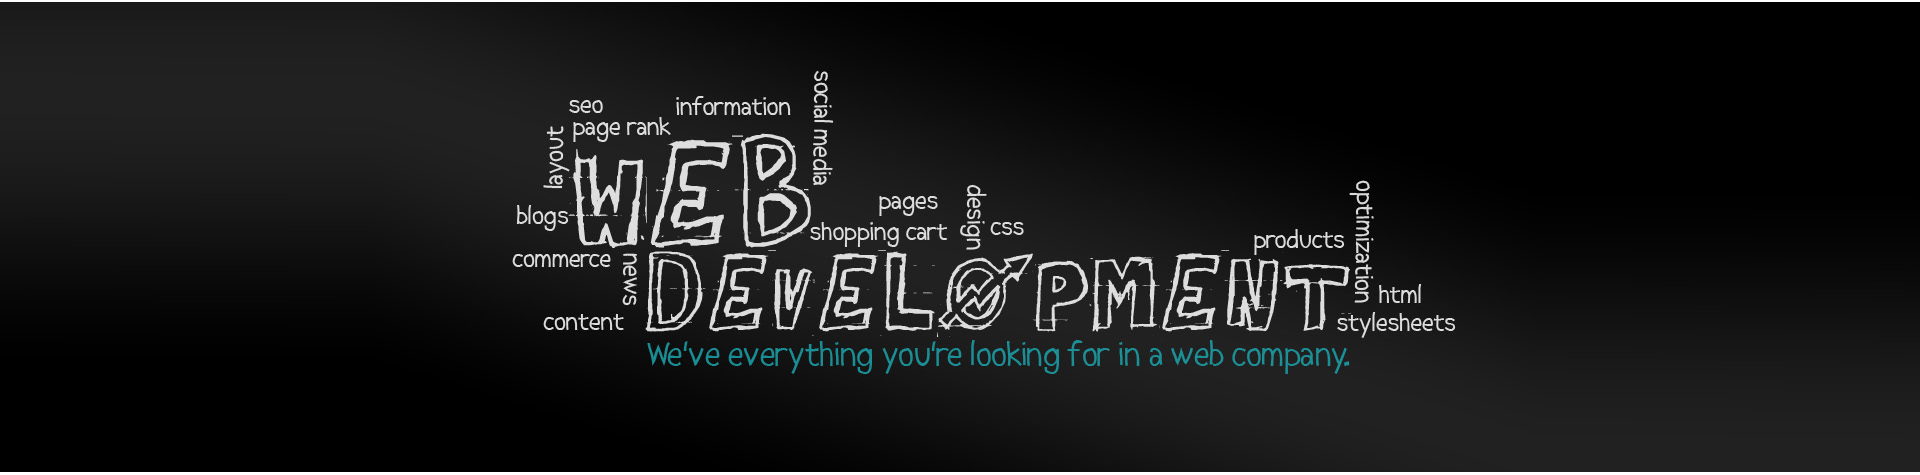 social media
seo
information
page rank
layout
WEB
blogs
pages
design
css
shopping cart
optimization
products
commerce
news
DEVELOPMENT
html
content
stylesheets
We've everything you're looking for in a web company.